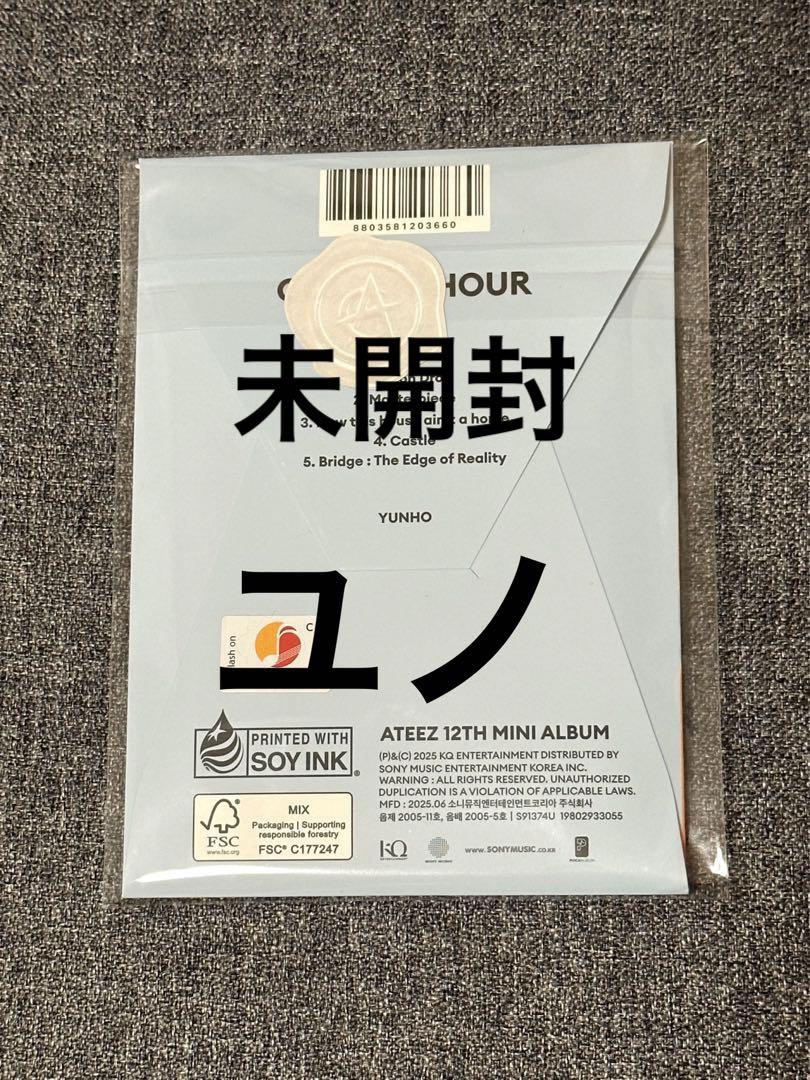 8803581203660
HOUR
未開封
4. Castle
5. Bridge : The Edge of Reality
YUNHO
ユノ
PRINTED WITH
SOY INK
ATEEZ 12TH MINI ALBUM
(P)&(C) 2025 KQ ENTERTAINMENT DISTRIBUTED BY
SONY MUSIC ENTERTAINMENT KOREA INC.
WARNING : ALL RIGHTS RESERVED. UNAUTHORIZED
DUPLICATION IS A VIOLATION OF APPLICABLE LAWS.
MFD : 2025.06 소니뮤직엔터테인먼트코리아 주식회사
음제 2005-11호, 음배 2005-5호 | S91374U 19802933055
MIX
Packaging | Supporting
responsible forestry
FSC® C177247
FSC
www.fsc.org
KQ
ENTERTAINMENT
www.SONYMUSIC.co.kr